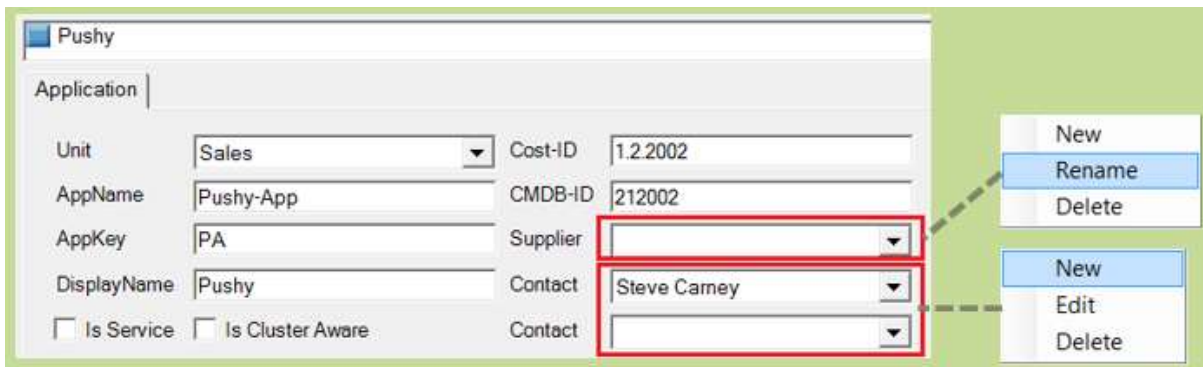 Pushy
Application
Unit Sales Cost-ID 1.2.2002
AppName Pushy-App CMDB-ID 212002
AppKey PA Supplier
DisplayName Pushy Contact Steve Carney
Is Service Is Cluster Aware Contact
New
Rename
Delete
New
Edit
Delete